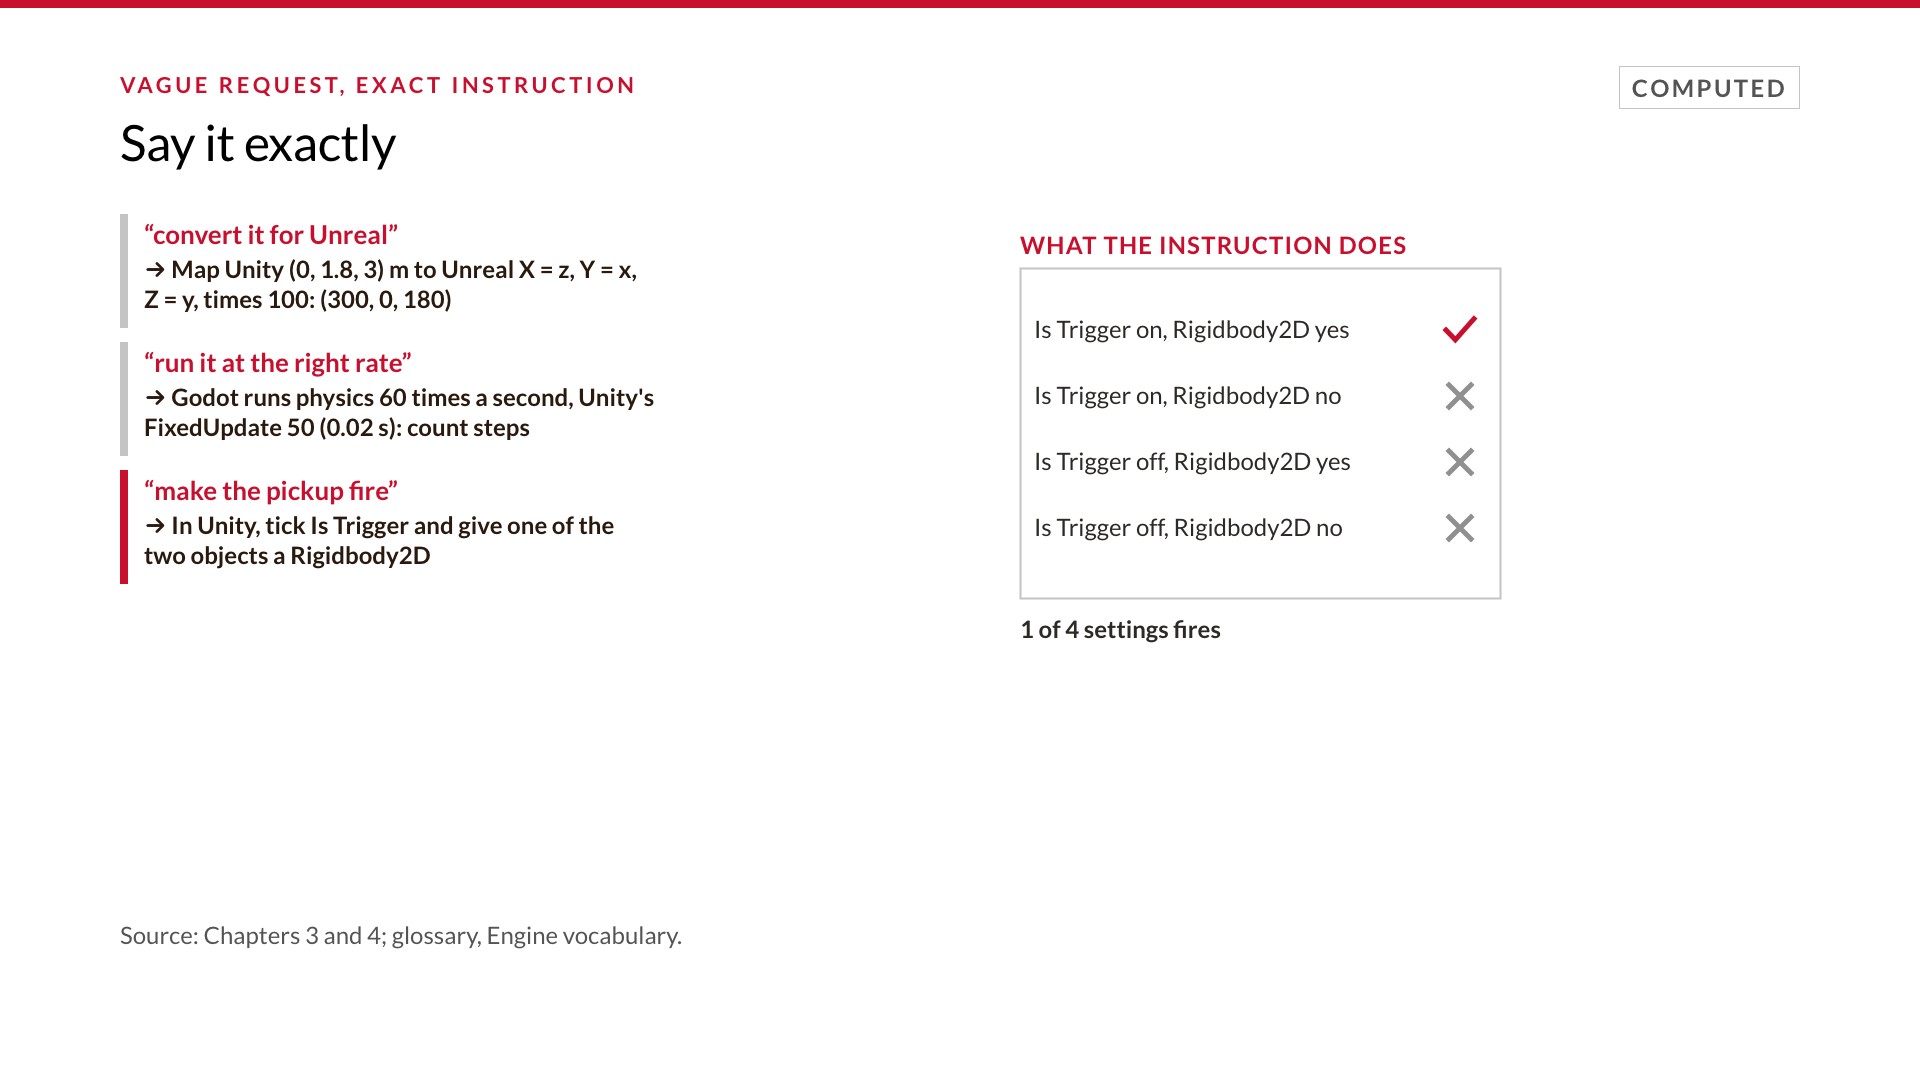 VAGUE REQUEST, EXACT INSTRUCTION
COMPUTED
Say it exactly
“convert it for Unreal”
→ Map Unity (0, 1.8, 3) m to Unreal X = z, Y = x,
Z = y, times 100: (300, 0, 180)
“run it at the right rate”
→ Godot runs physics 60 times a second, Unity's
FixedUpdate 50 (0.02 s): count steps
“make the pickup fire”
→ In Unity, tick Is Trigger and give one of the
two objects a Rigidbody2D
WHAT THE INSTRUCTION DOES
Is Trigger on, Rigidbody2D yes
Is Trigger on, Rigidbody2D no
Is Trigger off, Rigidbody2D yes
Is Trigger off, Rigidbody2D no
1 of 4 settings fires
Source: Chapters 3 and 4; glossary, Engine vocabulary.